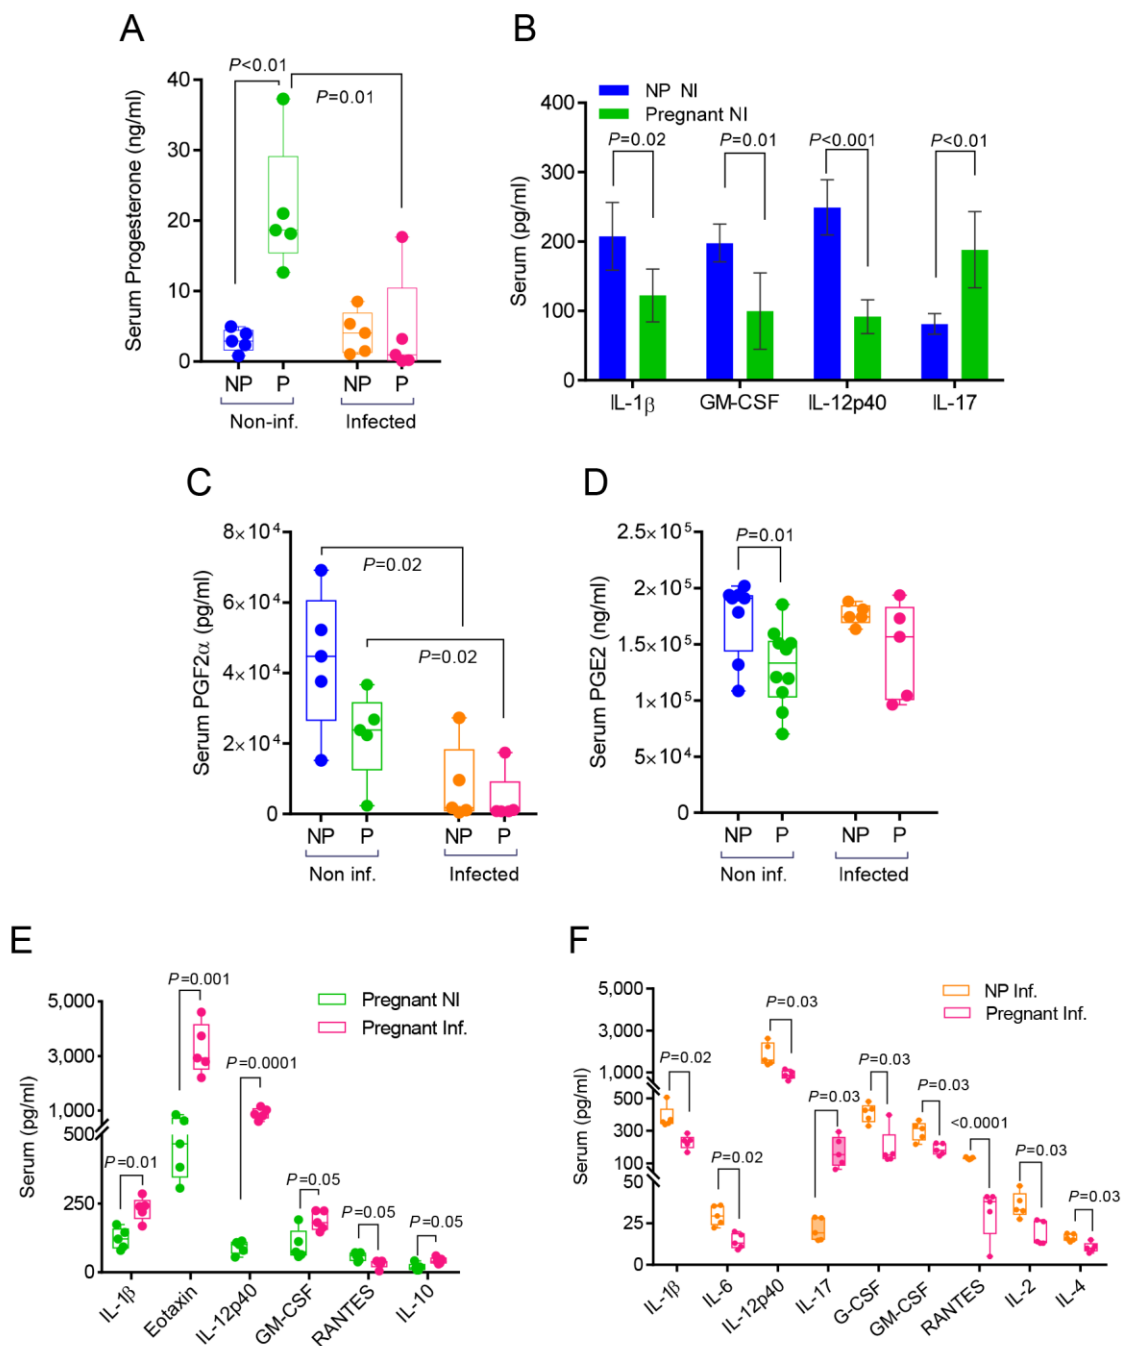 A
P<0.01
P=0.01
40
30
20
10
0
Serum Progesterone (ng/ml)
NP P NP P
Non-inf. Infected
B
NP NI
Pregnant NI
400
300
200
100
0
Serum (pg/ml)
P=0.02 P=0.01 P<0.001 P<0.01
IL-1β GM-CSF IL-12p40 IL-17
C
8×10⁴
6×10⁴
4×10⁴
2×10⁴
0
Serum PGF2α (pg/ml)
P=0.02
P=0.02
NP P NP P
Non inf. Infected
D
2.5×10⁵
2×10⁵
1.5×10⁵
1×10⁵
5×10⁴
0
Serum PGE2 (ng/ml)
P=0.01
NP P NP P
Non inf. Infected
E
Pregnant NI
Pregnant Inf.
5,000
3,000
1,000
500
250
0
Serum (pg/ml)
P=0.01 P=0.001 P=0.0001 P=0.05 P=0.05 P=0.05
IL-1β Eotaxin IL-12p40 GM-CSF RANTES IL-10
F
NP Inf.
Pregnant Inf.
5,000
3,000
1,000
500
300
100
50
25
0
Serum (pg/ml)
P=0.02 P=0.02 P=0.03 P=0.03 P=0.03 P=0.03 <0.0001 P=0.03 P=0.03
IL-1β IL-6 IL-12p40 IL-17 G-CSF GM-CSF RANTES IL-2 IL-4